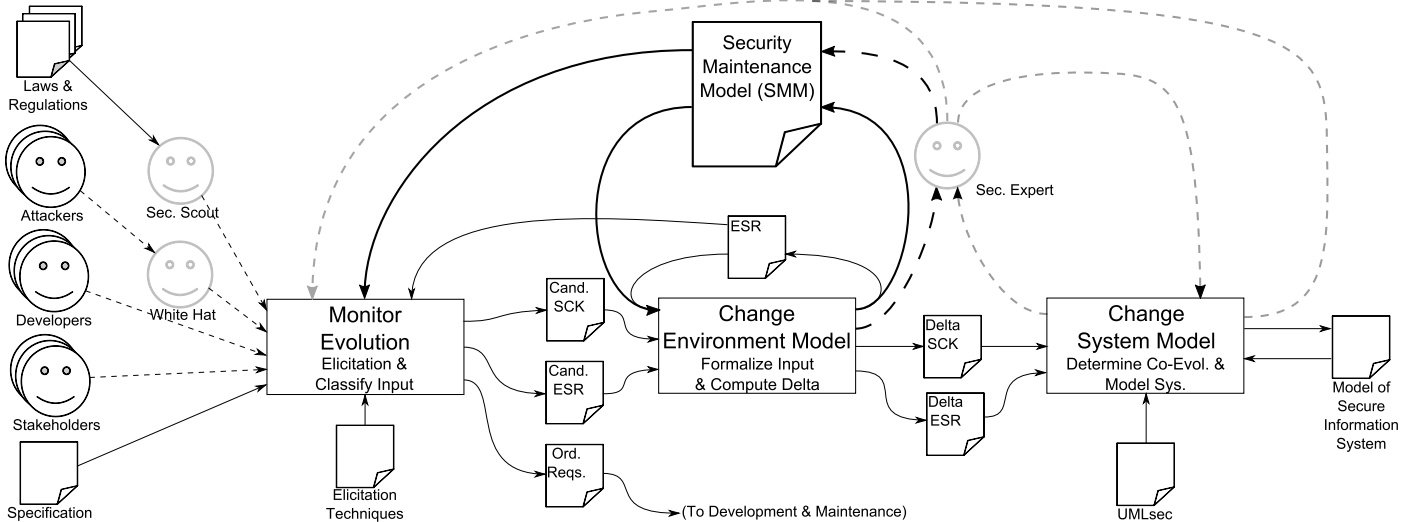 Laws &
Regulations
Attackers
Developers
Stakeholders
Specification
Sec. Scout
White Hat
Monitor
Evolution
Elicitation &
Classify Input
Elicitation
Techniques
Security
Maintenance
Model (SMM)
ESR
Cand.
SCK
Cand.
ESR
Ord.
Reqs.
(To Development & Maintenance)
Change
Environment Model
Formalize Input
& Compute Delta
Sec. Expert
Delta
SCK
Delta
ESR
Change
System Model
Determine Co-Evol. &
Model Sys.
UMLsec
Model of
Secure
Information
System